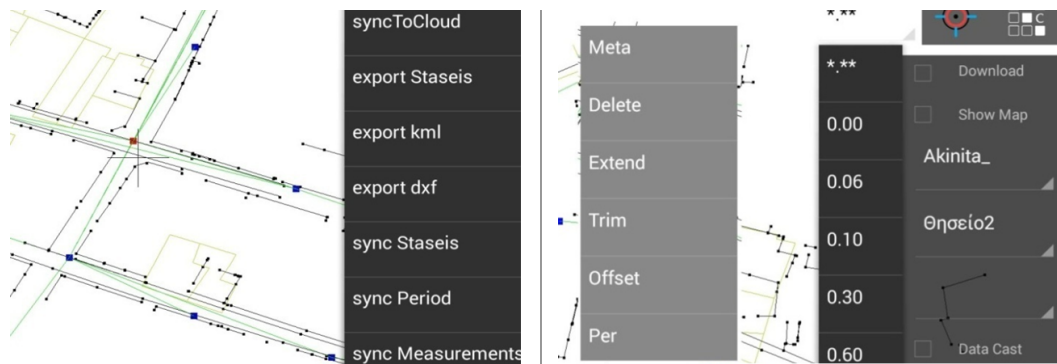 syncToCloud
export Staseis
export kml
export dxf
sync Staseis
sync Period
sync Measurements
Meta
Delete
Extend
Trim
Offset
Per
*.**
*.**
0.00
0.06
0.10
0.30
0.60
C
Download
Show Map
Akinita_
Θησείο2
Data Cast